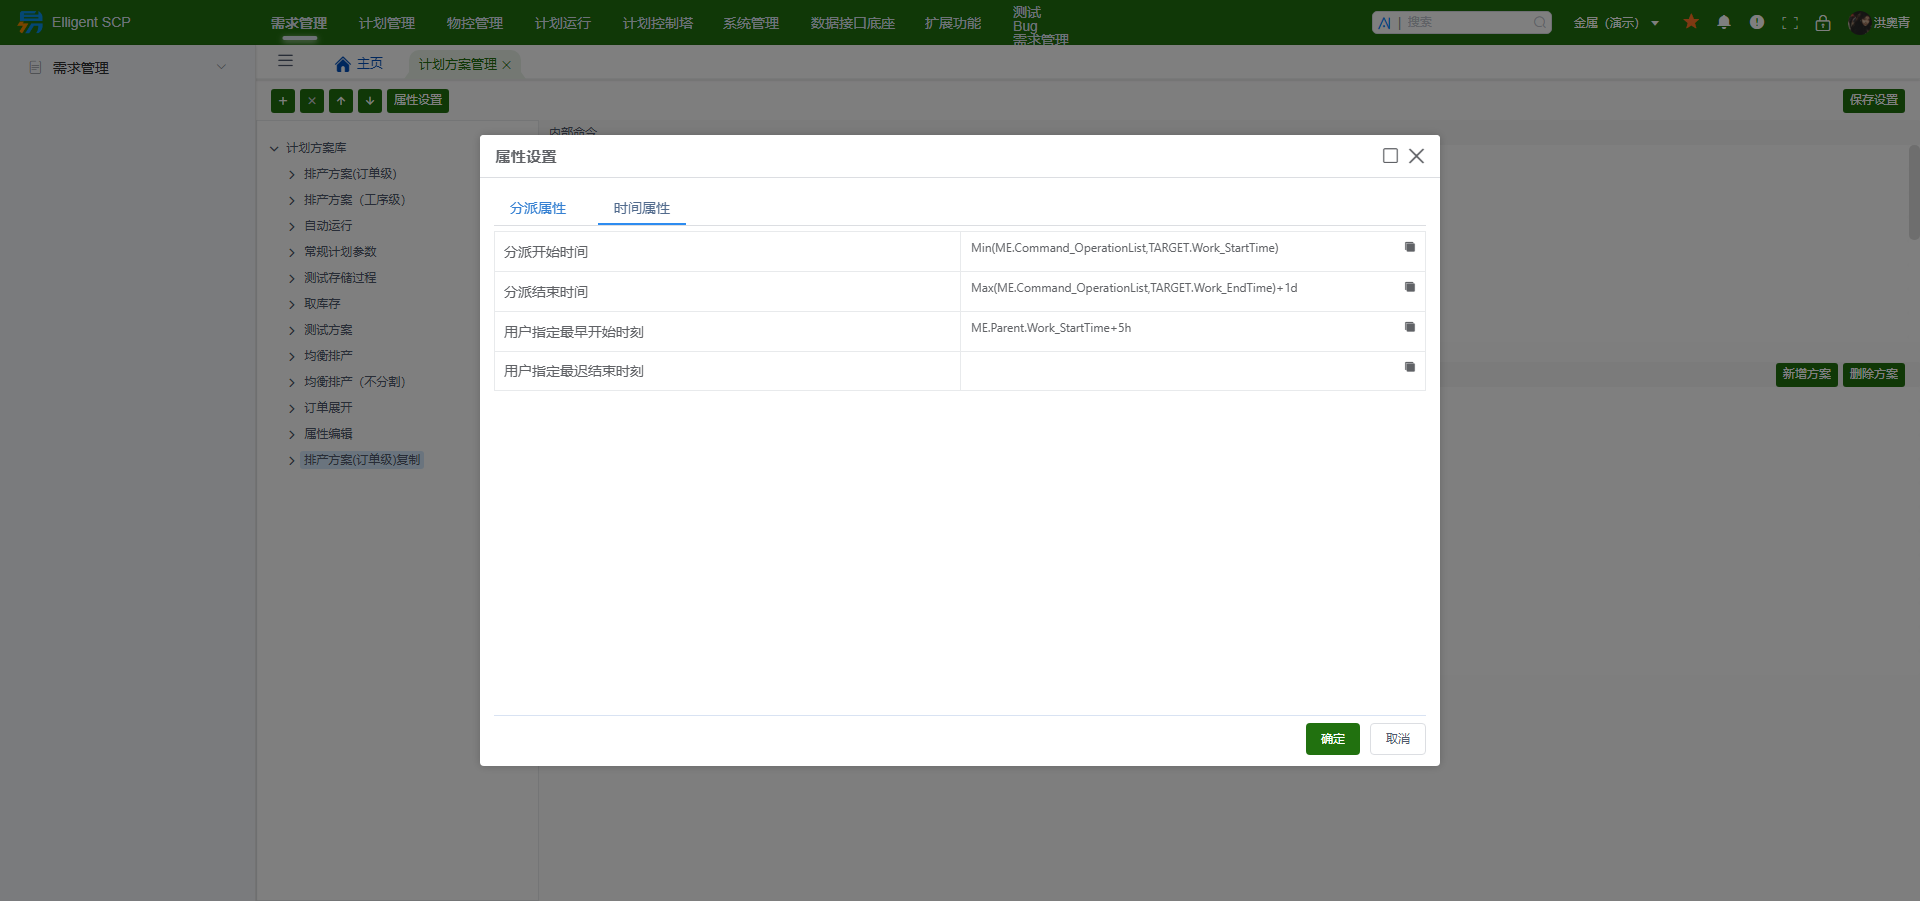 Elligent SCP
需求管理
计划管理
物控管理
计划运行
计划控制塔
系统管理
数据接口底座
扩展功能
测试
Bug
需求管理
搜索
金属（演示）
洪奥青
需求管理
主页
计划方案管理
属性设置
保存设置
内部命令
计划方案库
排产方案(订单级)
排产方案（工序级）
自动运行
常规计划参数
测试存储过程
取库存
测试方案
均衡排产
均衡排产（不分割）
订单展开
属性编辑
排产方案(订单级)复制
新增方案
删除方案
属性设置
分派属性
时间属性
分派开始时间
Min(ME.Command_OperationList,TARGET.Work_StartTime)
分派结束时间
Max(ME.Command_OperationList,TARGET.Work_EndTime)+1d
用户指定最早开始时刻
ME.Parent.Work_StartTime+5h
用户指定最迟结束时刻
确定
取消